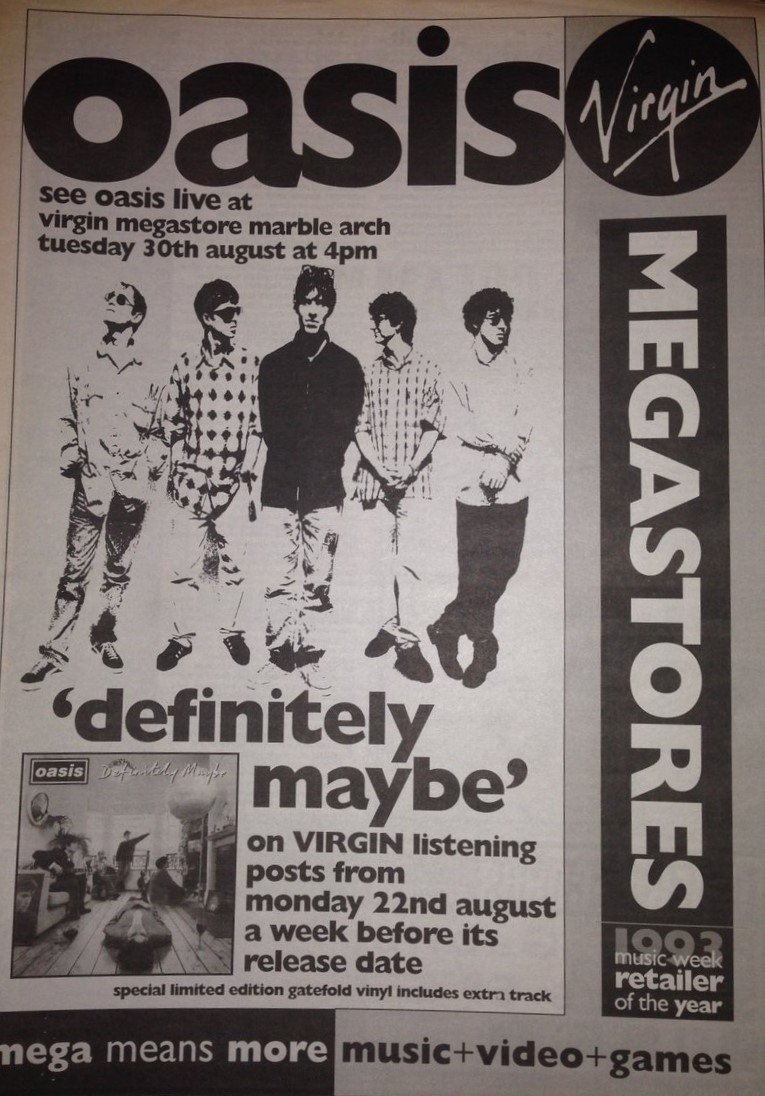 oasis
Virgin
see oasis live at
virgin megastore marble arch
tuesday 30th august at 4pm
MEGASTORES
'definitely
maybe'
oasis Definitely Maybe
on VIRGIN listening
posts from
monday 22nd august
a week before its
release date
special limited edition gatefold vinyl includes extra track
1993
music week
retailer
of the year
mega means more music+video+games